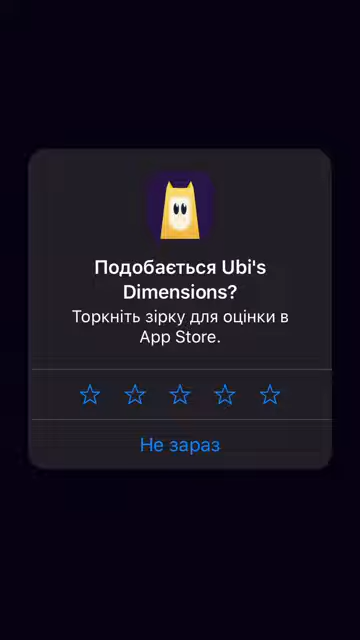 Подобається Ubi's
Dimensions?
Торкніть зірку для оцінки в
App Store.
Не зараз